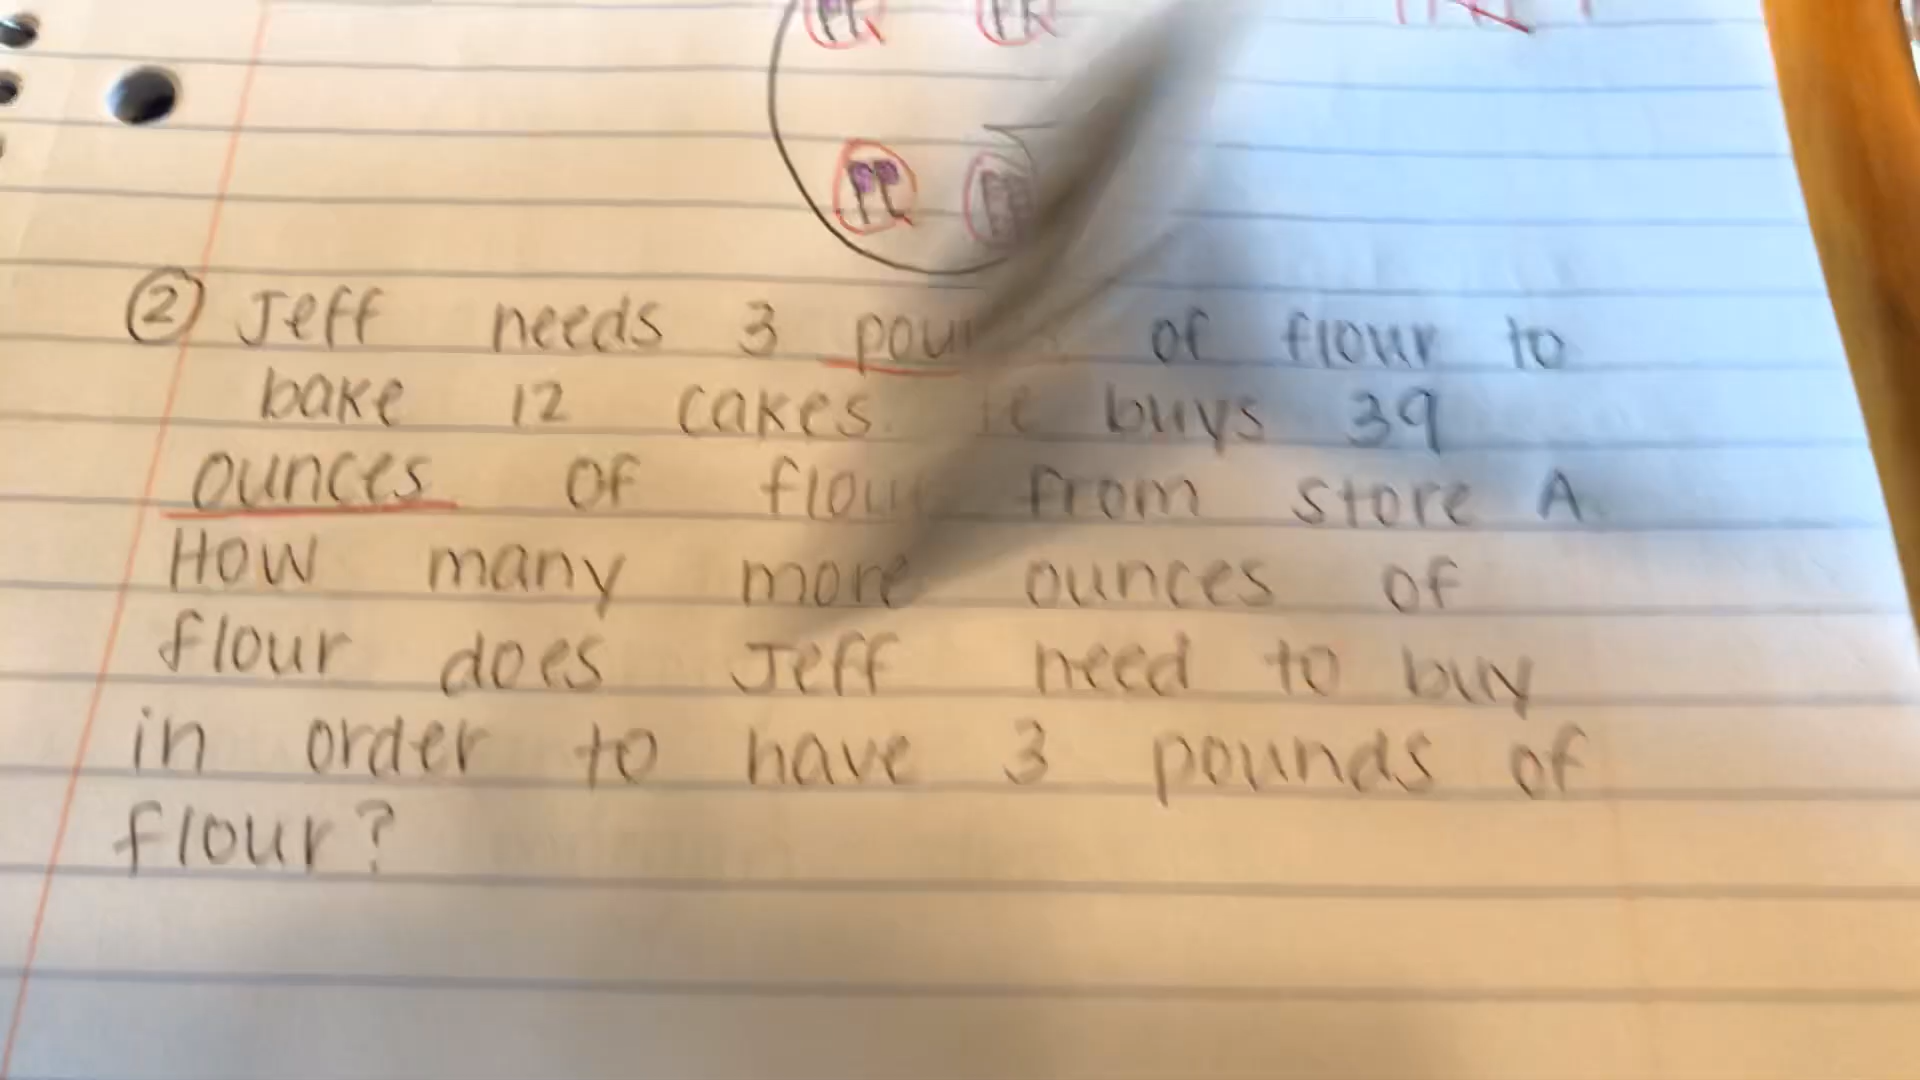 ② Jeff needs 3 of flour to
bake 12 cakes. buys 39
ounces of from store A.
How many more ounces of
flour does Jeff need to buy
in order to have 3 pounds of
flour?